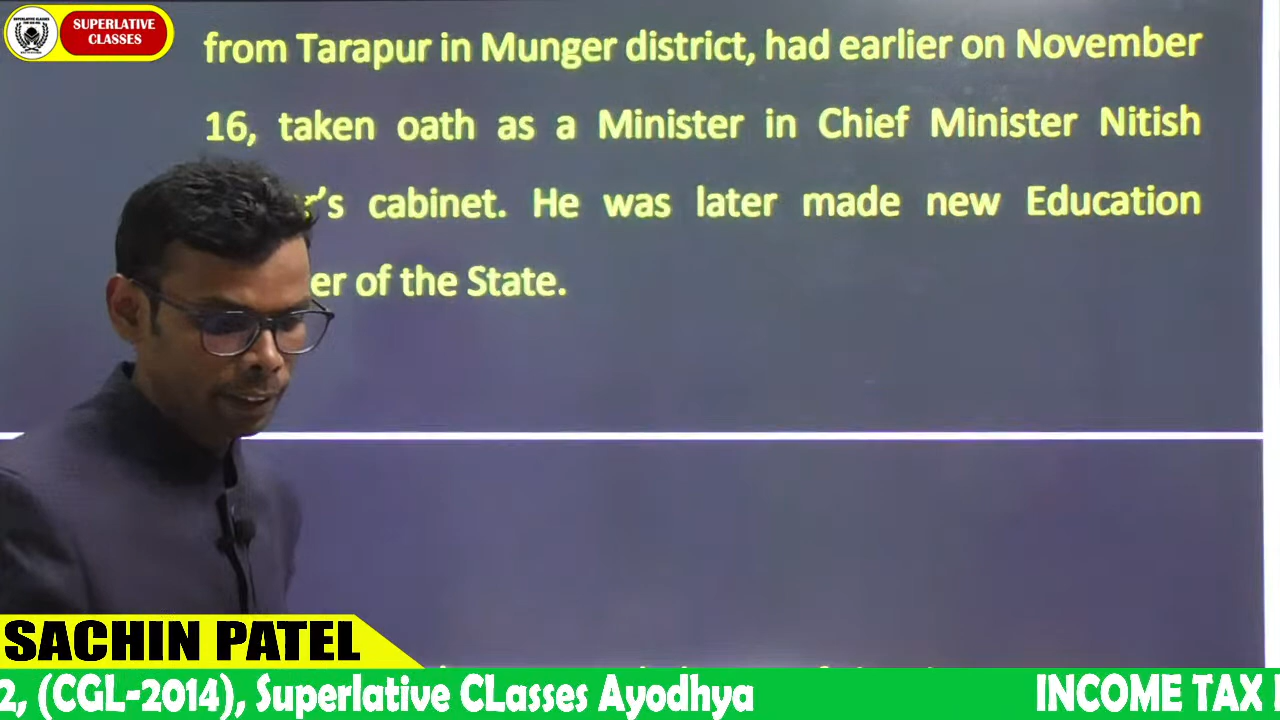 SUPERLATIVE
CLASSES
from Tarapur in Munger district, had earlier on November
16, taken oath as a Minister in Chief Minister Nitish
r's cabinet. He was later made new Education
er of the State.
SACHIN PATEL
2, (CGL-2014), Superlative CLasses Ayodhya
INCOME TAX